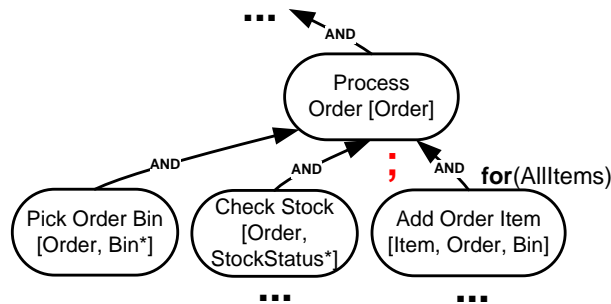 ...
AND
Process
Order [Order]
AND
AND
;
AND
for(AllItems)
Pick Order Bin
[Order, Bin*]
Check Stock
[Order,
StockStatus*]
Add Order Item
[Item, Order, Bin]
...
...